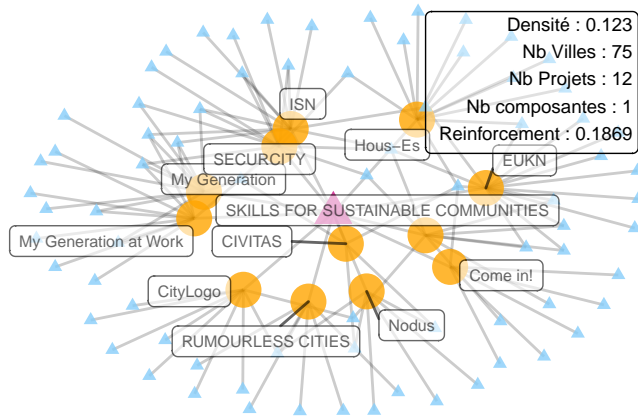 Densité : 0.123
Nb Villes : 75
Nb Projets : 12
Nb composantes : 1
Reinforcement : 0.1869
ISN
Hous−Es
SECURCITY
EUKN
My Generation
SKILLS FOR SUSTAINABLE COMMUNITIES
My Generation at Work
CIVITAS
Come in!
CityLogo
Nodus
RUMOURLESS CITIES